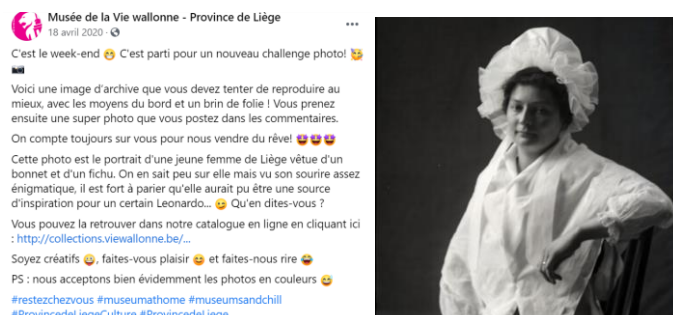 Musée de la Vie wallonne - Province de Liège
18 avril 2020 ·
C'est le week-end 😁 C'est parti pour un nouveau challenge photo! 🥳
📷
Voici une image d'archive que vous devez tenter de reproduire au
mieux, avec les moyens du bord et un brin de folie ! Vous prenez
ensuite une super photo que vous postez dans les commentaires.
On compte toujours sur vous pour nous vendre du rêve! 🤩🤩🤩
Cette photo est le portrait d'une jeune femme de Liège vêtue d'un
bonnet et d'un fichu. On en sait peu sur elle mais vu son sourire assez
énigmatique, il est fort à parier qu'elle aurait pu être une source
d'inspiration pour un certain Leonardo... 😉 Qu'en dites-vous ?
Vous pouvez la retrouver dans notre catalogue en ligne en cliquant ici
: http://collections.viewallonne.be/...
Soyez créatifs 😀, faites-vous plaisir 😊 et faites-nous rire 😂
PS : nous acceptons bien évidemment les photos en couleurs 😅
#restezchezvous #museumathome #museumsandchill
#ProvincedeLiegeCulture #ProvincedeLiege